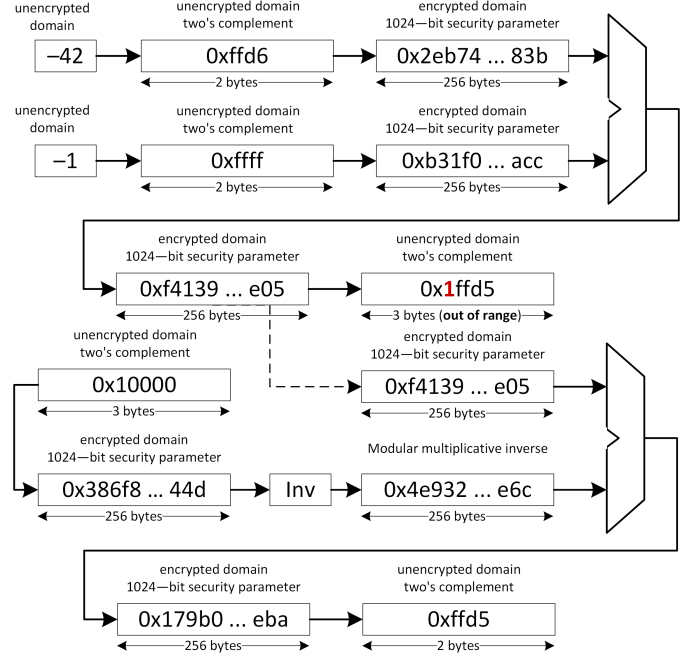 unencrypted
domain
unencrypted domain
two's complement
encrypted domain
1024—bit security parameter
–42
0xffd6
0x2eb74 ... 83b
2 bytes
256 bytes
unencrypted
domain
unencrypted domain
two's complement
encrypted domain
1024—bit security parameter
–1
0xffff
0xb31f0 ... acc
2 bytes
256 bytes
encrypted domain
1024—bit security parameter
unencrypted domain
two's complement
0xf4139 ... e05
0x1ffd5
256 bytes
3 bytes (out of range)
unencrypted domain
two's complement
encrypted domain
1024—bit security parameter
0x10000
0xf4139 ... e05
3 bytes
256 bytes
encrypted domain
1024—bit security parameter
Modular multiplicative inverse
0x386f8 ... 44d
Inv
0x4e932 ... e6c
256 bytes
256 bytes
encrypted domain
1024—bit security parameter
unencrypted domain
two's complement
0x179b0 ... eba
0xffd5
256 bytes
2 bytes